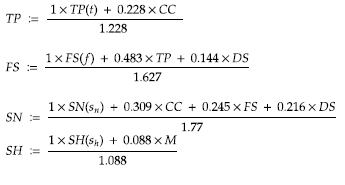 TP := 1×TP(t) + 0.228×CC / 1.228
FS := 1×FS(f) + 0.483×TP + 0.144×DS / 1.627
SN := 1×SN(sₙ) + 0.309×CC + 0.245×FS + 0.216×DS / 1.77
SH := 1×SH(sₕ) + 0.088×M / 1.088